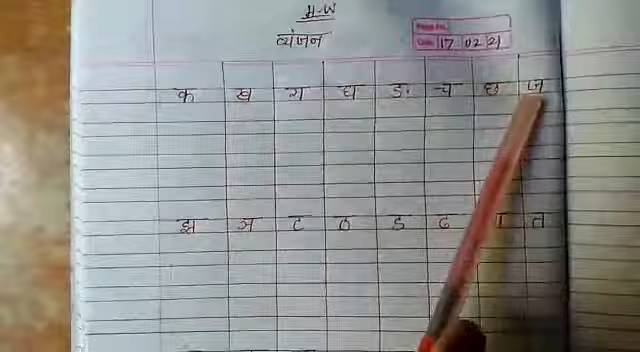 H.W
व्यंजन
Page No.
Date 17 02 21
क ख ग घ ङ च छ ज
झ ञ ट ठ ड ढ त